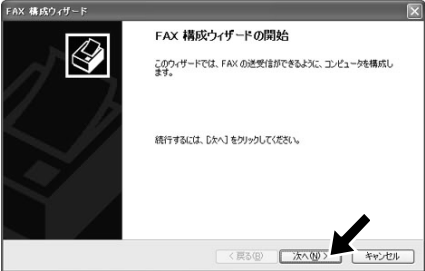 FAX 構成ウィザード
FAX 構成ウィザードの開始
このウィザードでは、FAX の送受信ができるように、コンピュータを構成し
ます。
続行するには、[次へ] をクリックしてください。
< 戻る(B) 次へ(N) > キャンセル